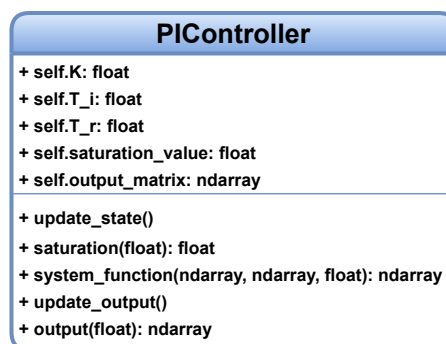 PIController
+ self.K: float
+ self.T_i: float
+ self.T_r: float
+ self.saturation_value: float
+ self.output_matrix: ndarray
+ update_state()
+ saturation(float): float
+ system_function(ndarray, ndarray, float): ndarray
+ update_output()
+ output(float): ndarray